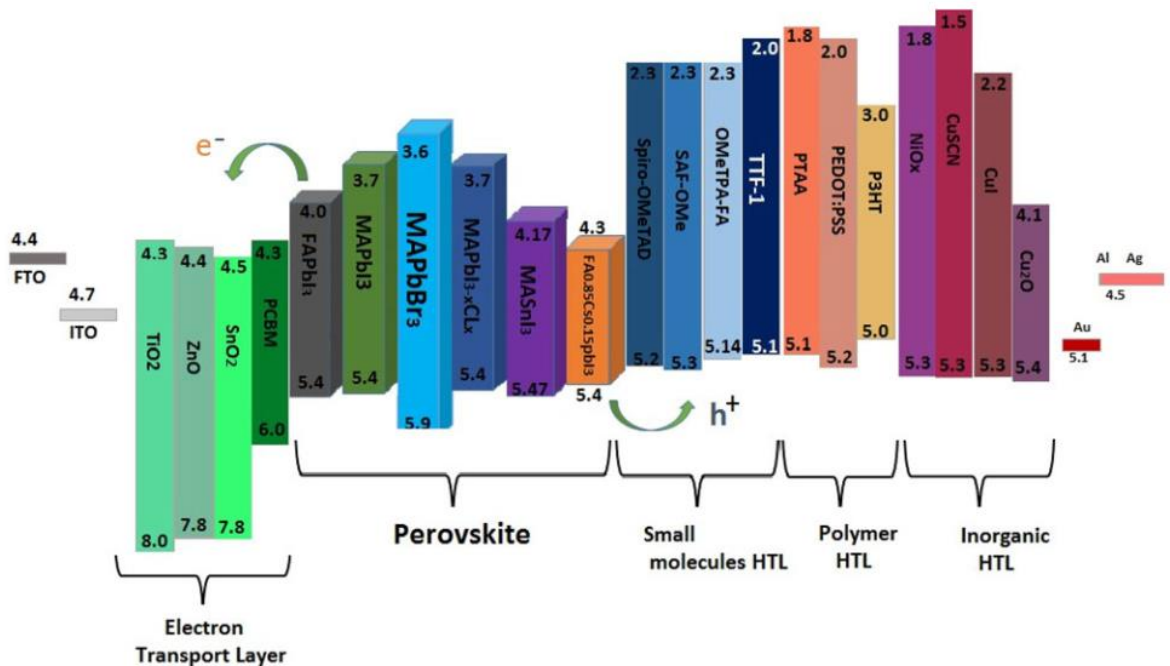 4.4
FTO
4.7
ITO
4.3
TiO2
8.0
4.4
ZnO
7.8
4.5
SnO₂
7.8
4.3
PCBM
6.0
Electron
Transport Layer
e⁻
4.0
FAPbI₃
5.4
3.7
MAPbI3
5.4
3.6
MAPbBr₃
5.9
3.7
MAPbI₃₋ₓCLₓ
5.4
4.17
MASnI₃
5.47
4.3
FA0.85Cs0.15pbI₃
5.4
Perovskite
h⁺
2.3
Spiro-OMeTAD
5.2
2.3
SAF-OMe
5.3
2.3
OMeTPA-FA
5.14
2.0
TTF-1
5.1
Small
molecules HTL
1.8
PTAA
5.1
2.0
PEDOT:PSS
5.2
3.0
P3HT
5.0
Polymer
HTL
1.8
NiOx
5.3
1.5
CuSCN
5.3
2.2
CuI
5.3
4.1
Cu₂O
5.4
Inorganic
HTL
Al Ag
4.5
Au
5.1